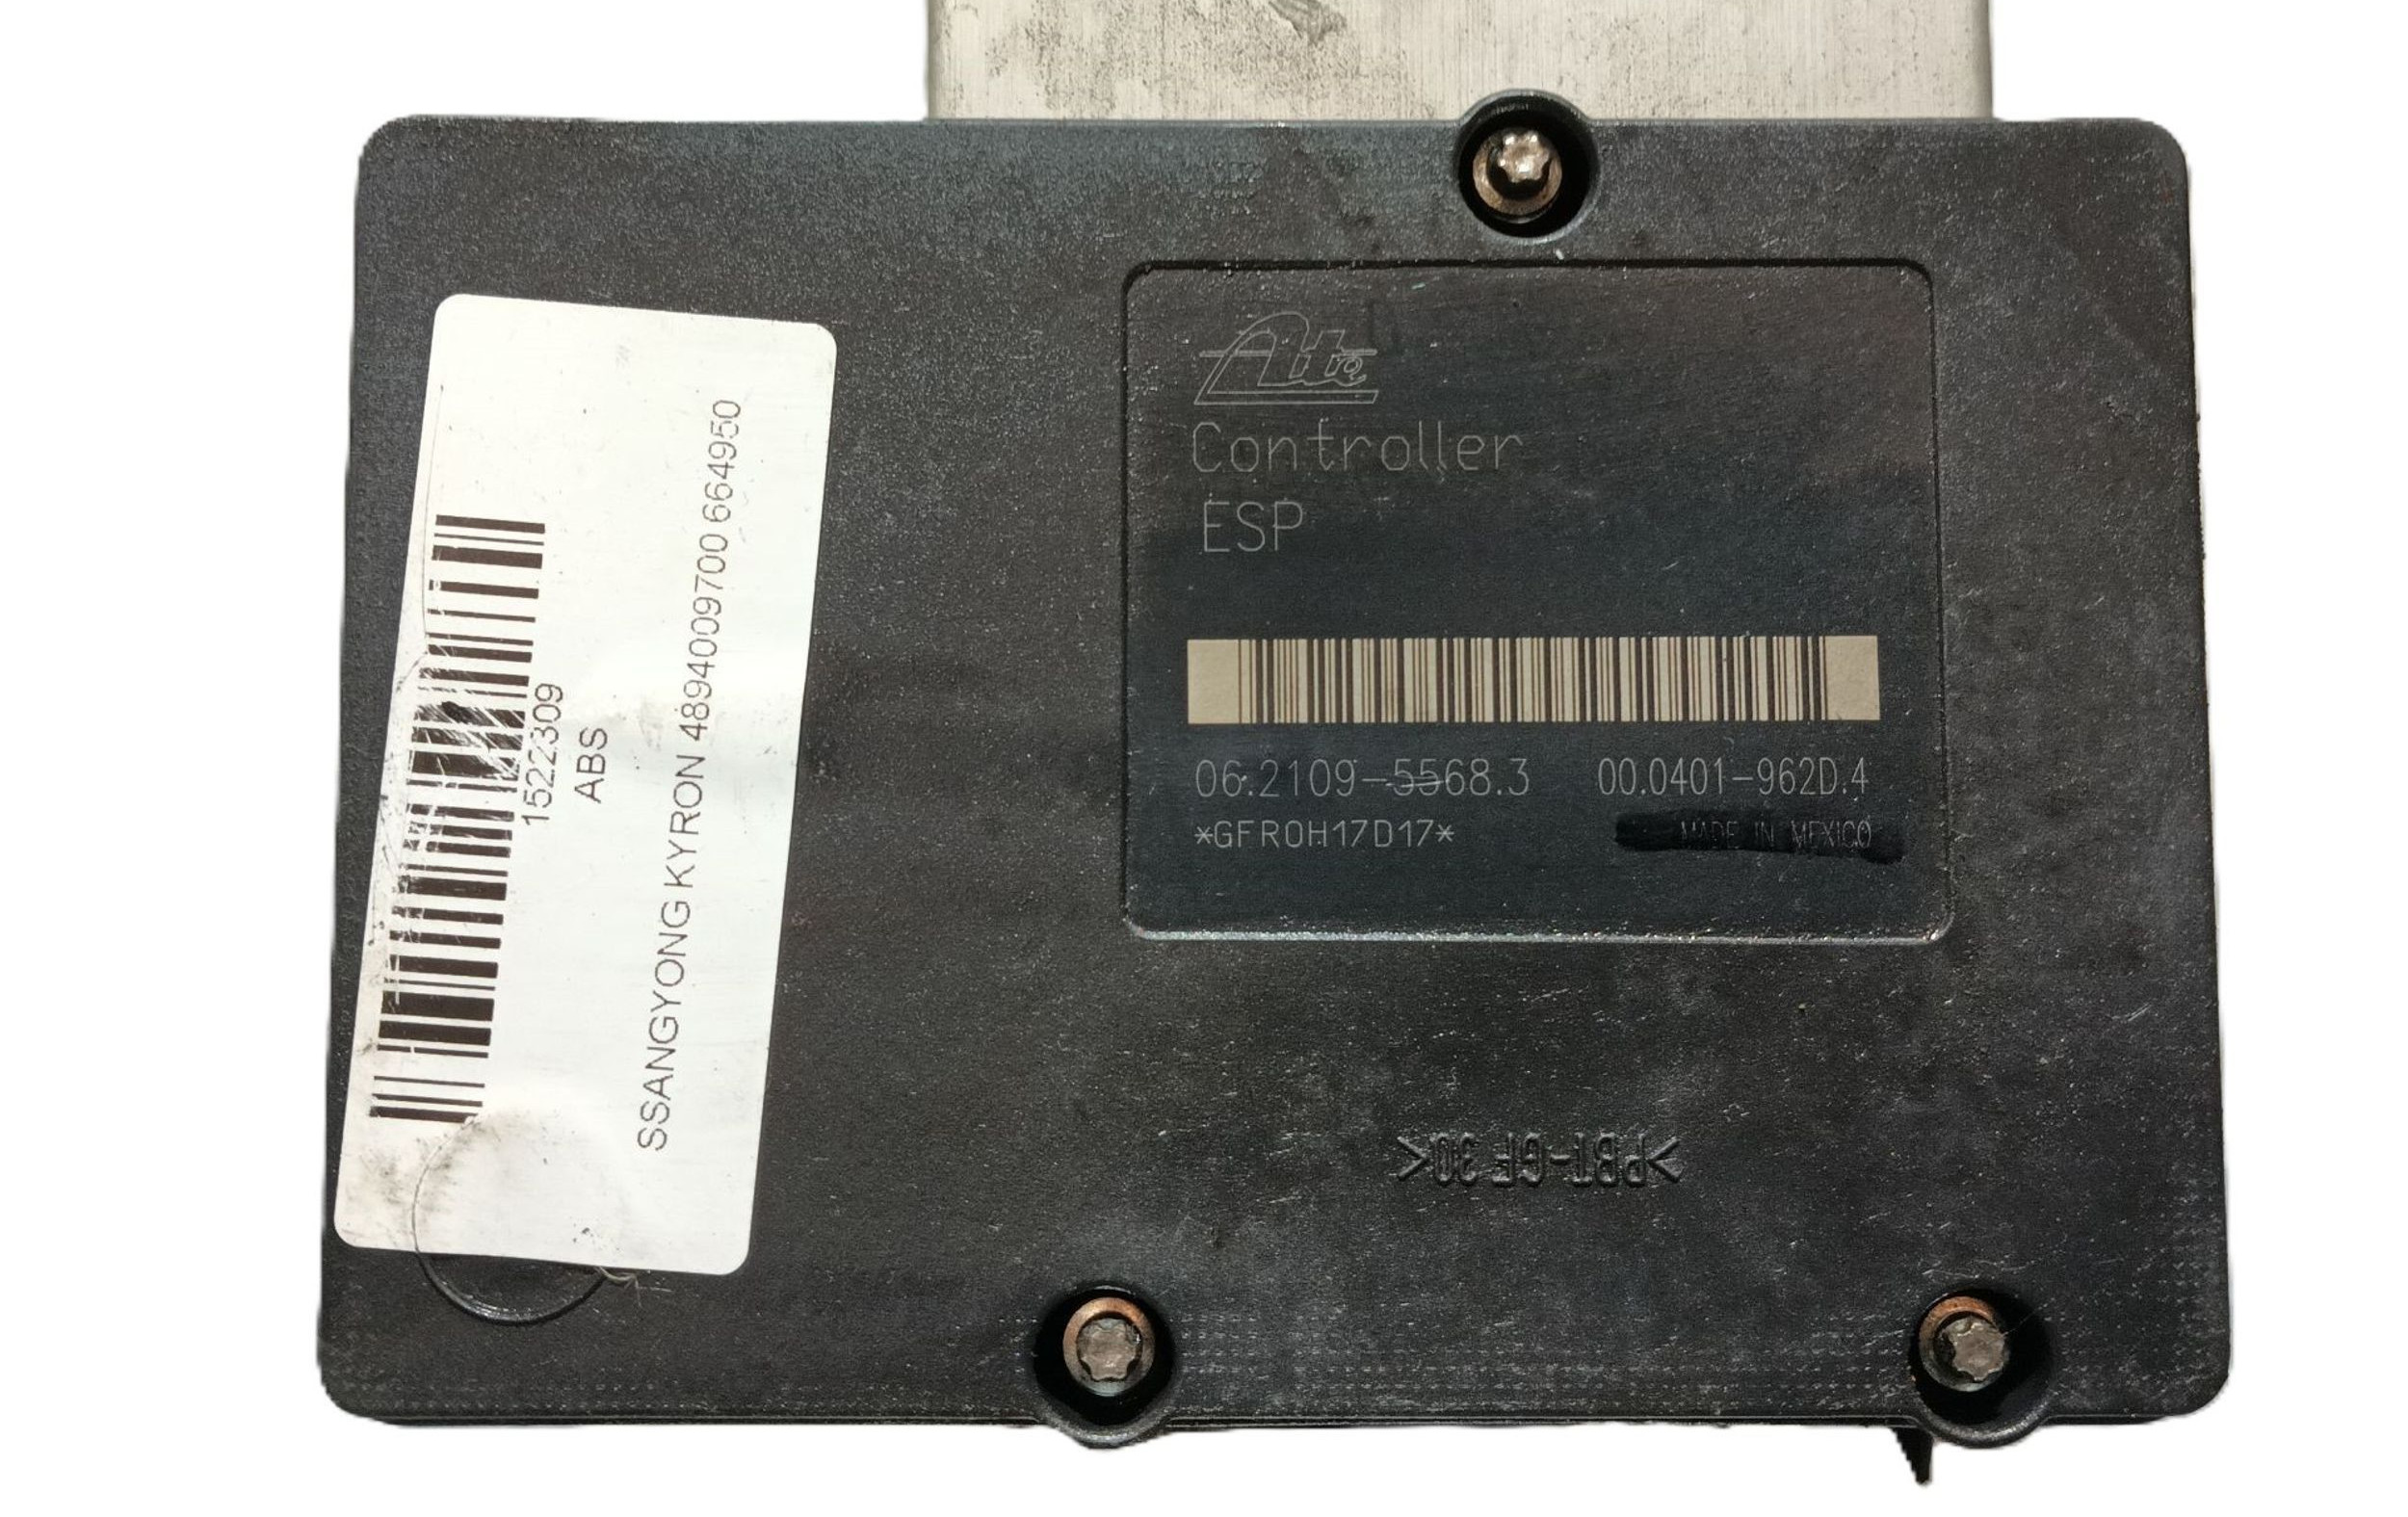 1522309
ABS
SSANGYONG KYRON 4894009700 664950
Ate
Controller
ESP
06.2109-5568.3 00.0401-962D.4
*GFR0H17D17* MADE IN MEXICO
>PBT-GF 30<